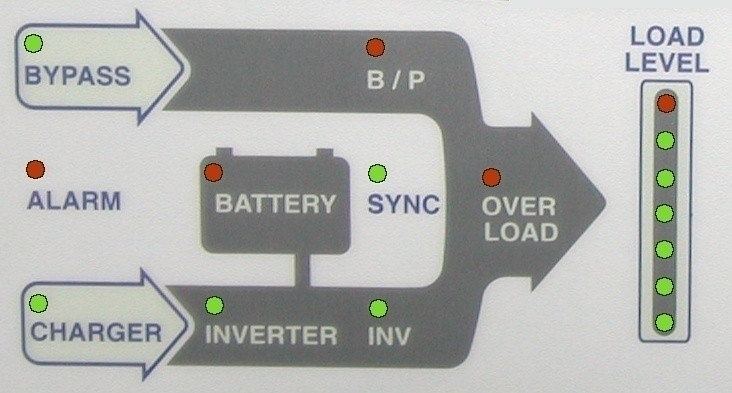 LOAD
LEVEL
BYPASS
B / P
ALARM
BATTERY
SYNC
OVER
LOAD
CHARGER
INVERTER
INV